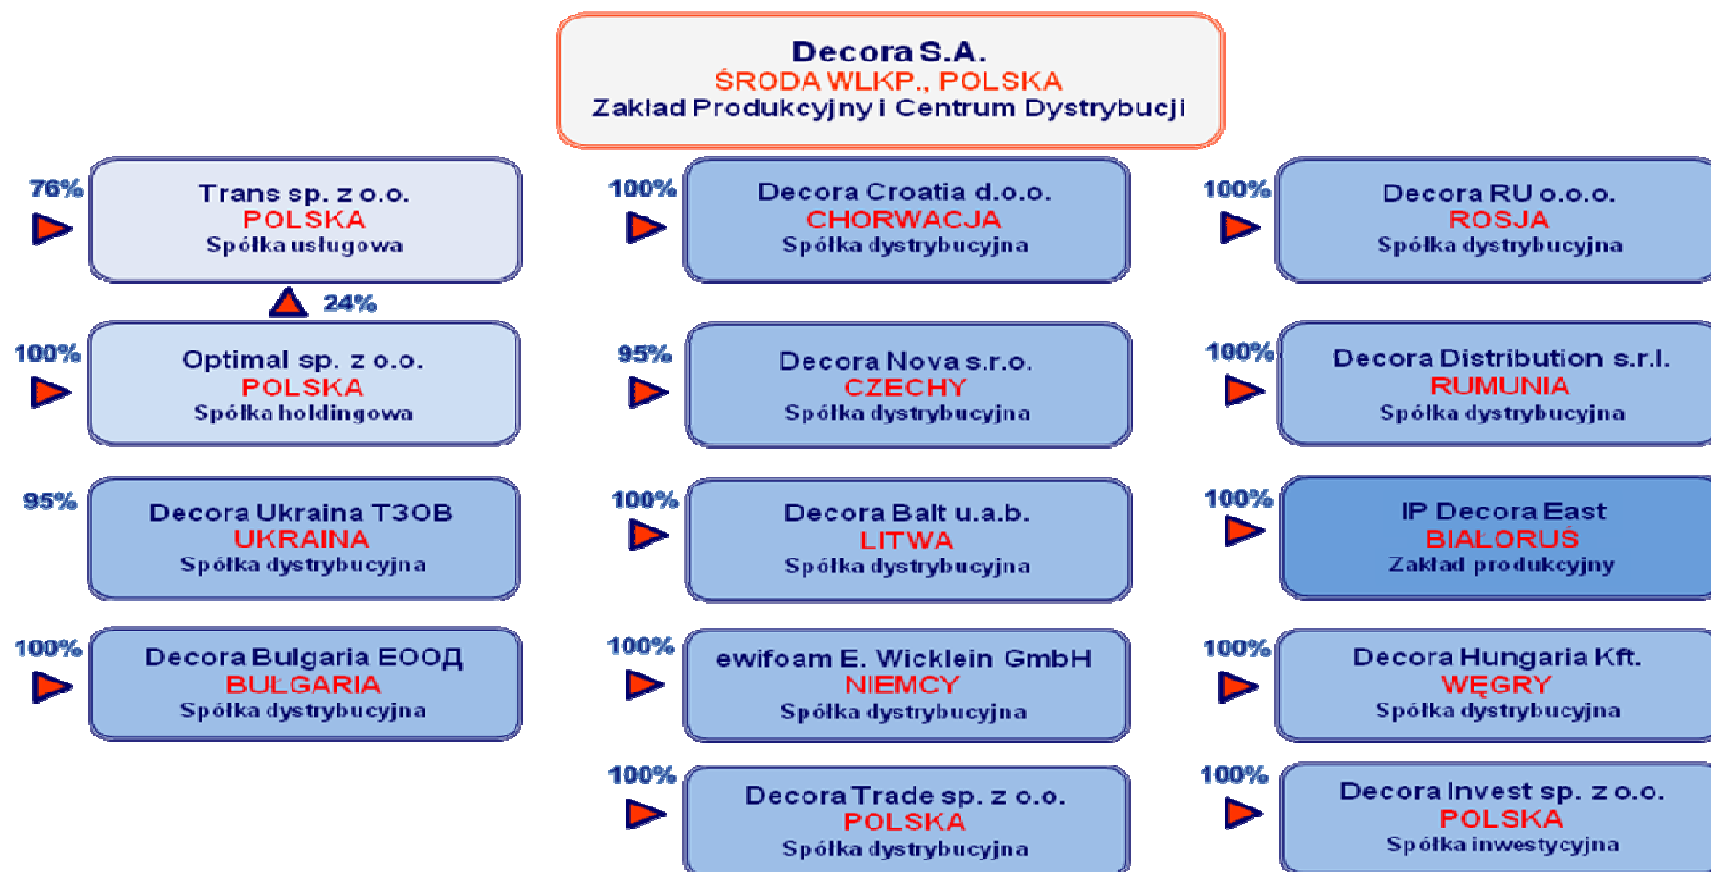 Decora S.A.
ŚRODA WLKP., POLSKA
Zakład Produkcyjny i Centrum Dystrybucji
76%
Trans sp. z o.o.
POLSKA
Spółka usługowa
100%
Decora Croatia d.o.o.
CHORWACJA
Spółka dystrybucyjna
100%
Decora RU o.o.o.
ROSJA
Spółka dystrybucyjna
24%
100%
Optimal sp. z o.o.
POLSKA
Spółka holdingowa
95%
Decora Nova s.r.o.
CZECHY
Spółka dystrybucyjna
100%
Decora Distribution s.r.l.
RUMUNIA
Spółka dystrybucyjna
95%
Decora Ukraina ТЗОВ
UKRAINA
Spółka dystrybucyjna
100%
Decora Balt u.a.b.
LITWA
Spółka dystrybucyjna
100%
IP Decora East
BIAŁORUŚ
Zakład produkcyjny
100%
Decora Bulgaria ЕООД
BUŁGARIA
Spółka dystrybucyjna
100%
ewifoam E. Wicklein GmbH
NIEMCY
Spółka dystrybucyjna
100%
Decora Hungaria Kft.
WĘGRY
Spółka dystrybucyjna
100%
Decora Trade sp. z o.o.
POLSKA
Spółka dystrybucyjna
100%
Decora Invest sp. z o.o.
POLSKA
Spółka inwestycyjna